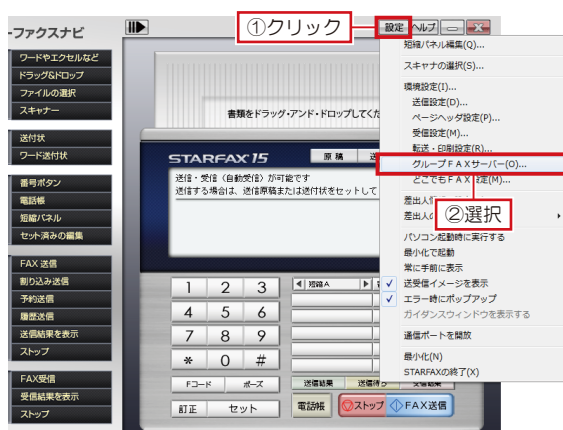 -ファクスナビ
ワードやエクセルなど
ドラッグ&ドロップ
ファイルの選択
スキャナー
送付状
ワード送付状
番号ボタン
電話帳
短縮パネル
セット済みの編集
FAX 送信
割り込み送信
予約送信
履歴送信
送信結果を表示
ストップ
FAX受信
受信結果を表示
ストップ
①クリック
設定
ヘルプ
書類をドラッグ・アンド・ドロップしてくだ
STARFAX 15
原稿
送
送信・受信（自動受信）が可能です
送信する場合は、送信原稿または送付状をセットして
1 2 3
4 5 6
7 8 9
* 0 #
Fコード ポーズ
訂正 セット
短縮A
送信結果 送信待ち 受信結果
電話帳 ストップ FAX送信
短縮パネル編集(Q)...
スキャナの選択(S)...
環境設定(I)...
送信設定(D)...
ページヘッダ設定(P)...
受信設定(M)...
転送・印刷設定(R)...
グループＦＡＸサーバー(O)...
どこでもＦＡＸ設定(M)...
差出人
差出人の
②選択
パソコン起動時に実行する
最小化で起動
常に手前に表示
送受信イメージを表示
エラー時にポップアップ
ガイダンスウィンドウを表示する
通信ポートを開放
最小化(N)
STARFAXの終了(X)